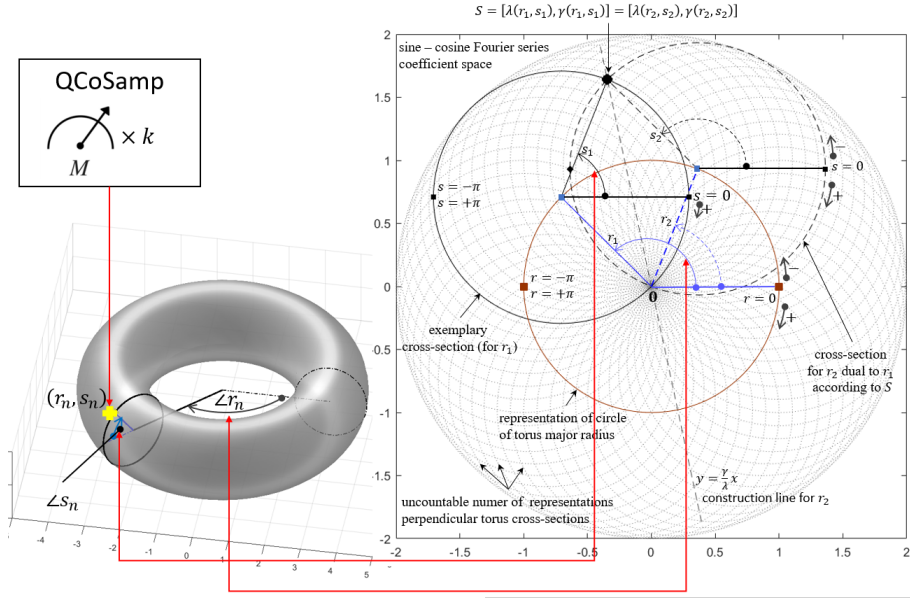 S = [λ(r₁, s₁), γ(r₁, s₁)] = [λ(r₂, s₂), γ(r₂, s₂)]
sine – cosine Fourier series
coefficient space
QCoSamp
× k
M
2
1.5
1
0.5
0
-0.5
-1
-1.5
-2
s₁
s₂
s = 0
−
+
s = −π
s = +π
s = 0
+
r₁
r₂
r = −π
r = +π
0
r = 0
−
+
exemplary
cross-section (for r₁)
cross-section
for r₂ dual to r₁
according to S
representation of circle
of torus major radius
y = γ/λ x
construction line for r₂
uncountable numer of representations
perpendicular torus cross-sections
-2
-1.5
-1
-0.5
0
0.5
1
1.5
2
(rₙ, sₙ)
∠rₙ
∠sₙ
-4
-3
-2
-1
0
1
2
3
4
5